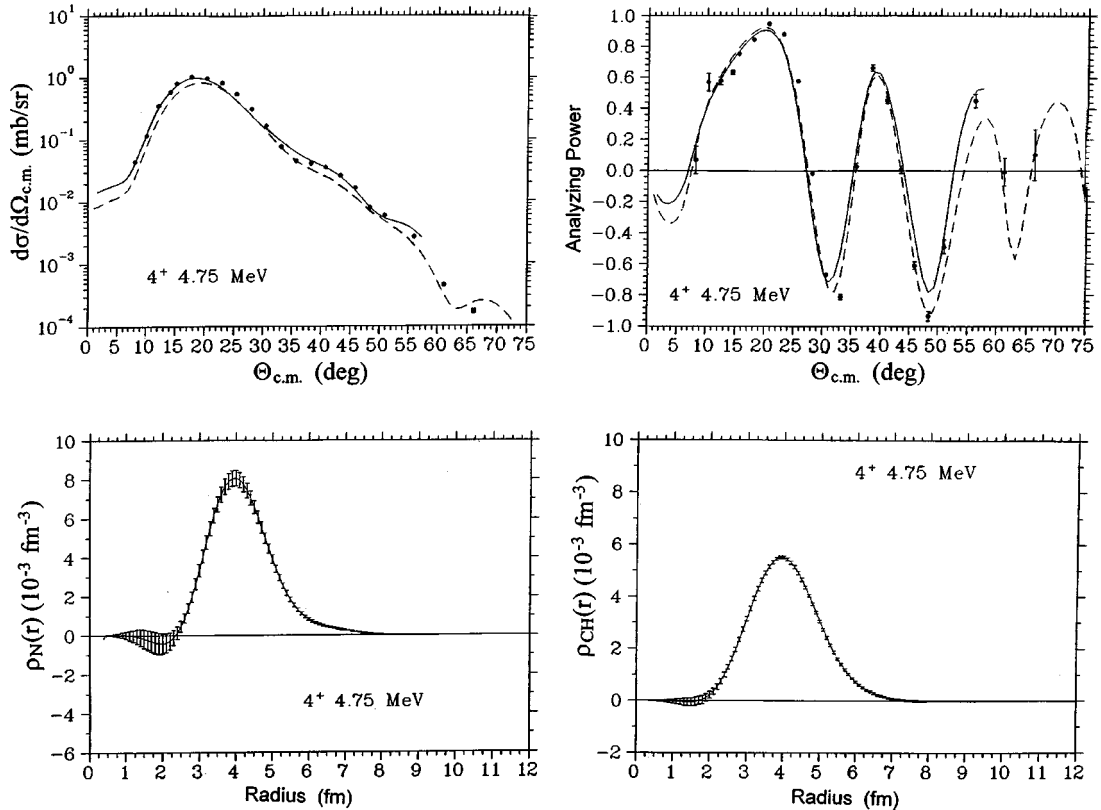 10¹
10⁰
10⁻¹
10⁻²
10⁻³
10⁻⁴
dσ/dΩc.m. (mb/sr)
4⁺ 4.75 MeV
0 5 10 15 20 25 30 35 40 45 50 55 60 65 70 75
Θc.m. (deg)
1.0
0.8
0.6
0.4
0.2
0.0
−0.2
−0.4
−0.6
−0.8
−1.0
Analyzing Power
4⁺ 4.75 MeV
0 5 10 15 20 25 30 35 40 45 50 55 60 65 70 75
Θc.m. (deg)
10
8
6
4
2
0
−2
−4
−6
ρN(r) (10⁻³ fm⁻³)
4⁺ 4.75 MeV
0 1 2 3 4 5 6 7 8 9 10 11 12
Radius (fm)
10
8
6
4
2
0
−2
ρCH(r) (10⁻³ fm⁻³)
4⁺ 4.75 MeV
0 1 2 3 4 5 6 7 8 9 10 11 12
Radius (fm)